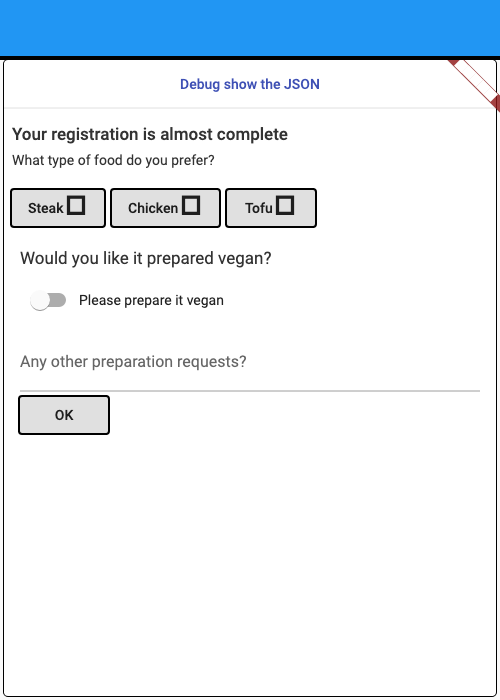 Debug show the JSON
Your registration is almost complete
What type of food do you prefer?
Steak Chicken Tofu
Would you like it prepared vegan?
Please prepare it vegan
Any other preparation requests?
OK